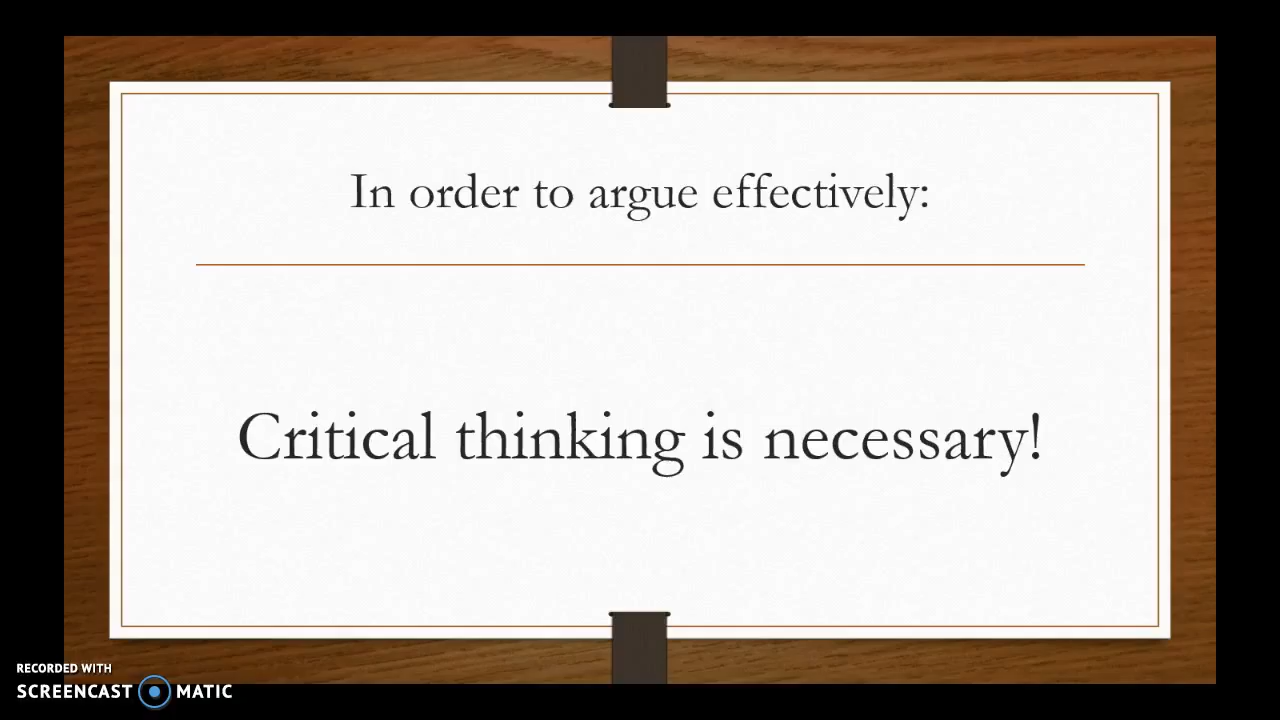 In order to argue effectively:
Critical thinking is necessary!
RECORDED WITH
SCREENCAST MATIC